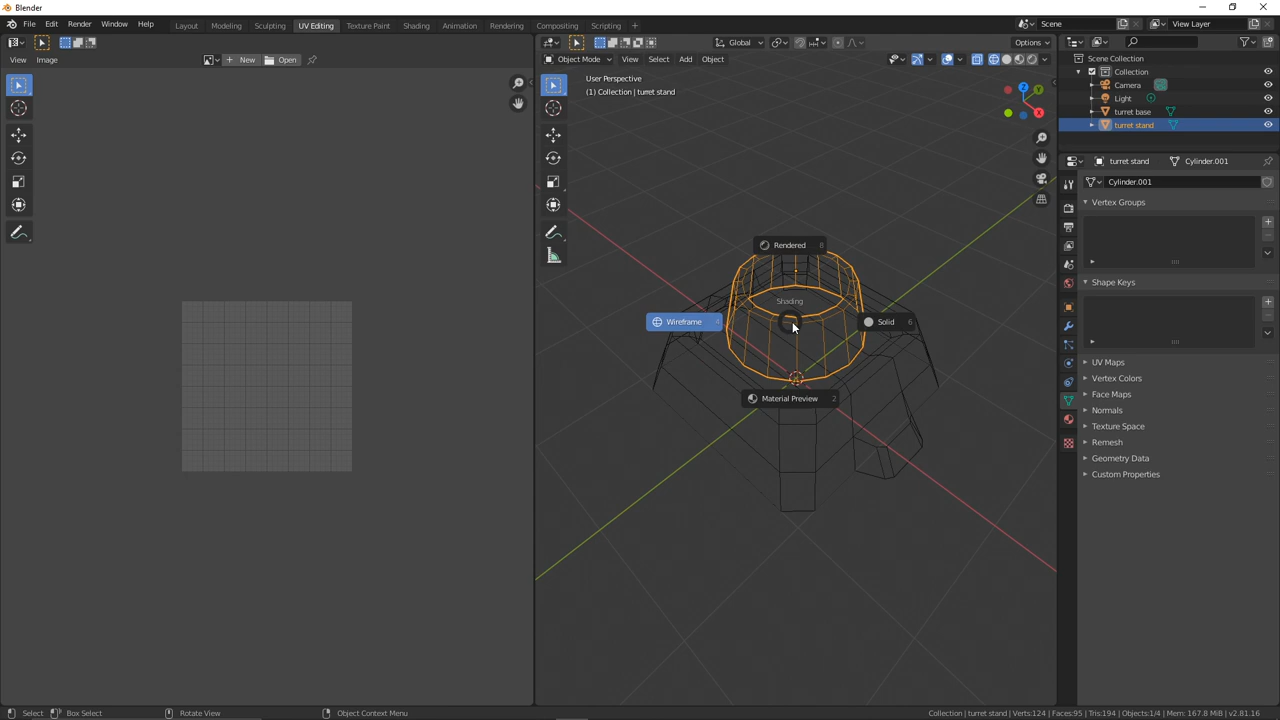 Blender
File Edit Render Window Help Layout Modeling Sculpting UV Editing Texture Paint Shading Animation Rendering Compositing Scripting + Scene View Layer
Global Options
View Image New Open Object Mode View Select Add Object
User Perspective
(1) Collection | turret stand
Scene Collection
Collection
Camera
Light
turret base
turret stand
turret stand Cylinder.001
Cylinder.001
Vertex Groups
Shape Keys
UV Maps
Vertex Colors
Face Maps
Normals
Texture Space
Remesh
Geometry Data
Custom Properties
Z
Y
X
Rendered 8
Shading
Wireframe 4
Solid 6
Material Preview 2
Select Box Select Rotate View Object Context Menu Collection | turret stand | Verts:124 | Faces:95 | Tris:194 | Objects:1/4 | Mem: 167.8 MiB | v2.81.16